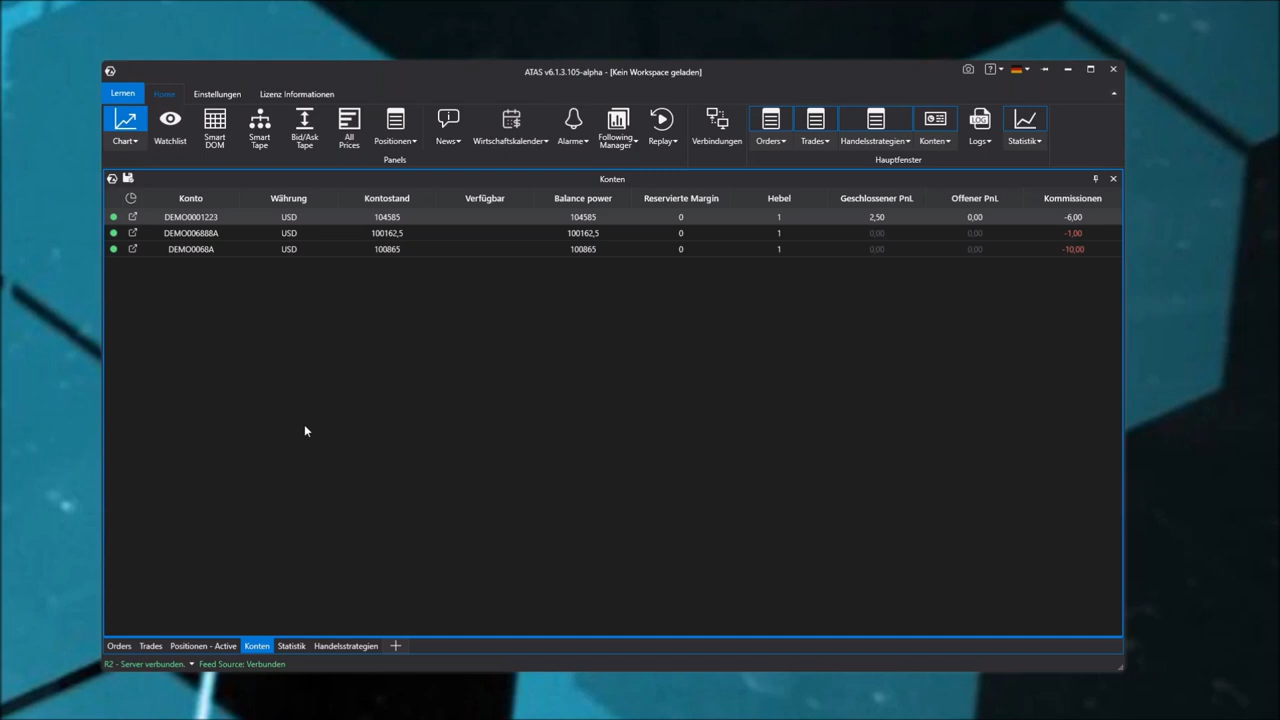 ATAS v6.1.3.105-alpha - [Kein Workspace geladen]
Lernen Home Einstellungen Lizenz Informationen
Chart Watchlist Smart DOM Smart Tape Bid/Ask Tape All Prices Positionen News Wirtschaftskalender Alarme Following Manager Replay Verbindungen Orders Trades Handelsstrategien Konten LOG Logs Statistik
Panels Hauptfenster
Konten
Konto Währung Kontostand Verfügbar Balance power Reservierte Margin Hebel Geschlossener PnL Offener PnL Kommissionen
DEMO0001223 USD 104585 104585 0 1 2,50 0,00 -6,00
DEMO006888A USD 100162,5 100162,5 0 1 0,00 0,00 -1,00
DEMO0068A USD 100865 100865 0 1 0,00 0,00 -10,00
Orders Trades Positionen - Active Konten Statistik Handelsstrategien
R2 - Server verbunden. Feed Source: Verbunden